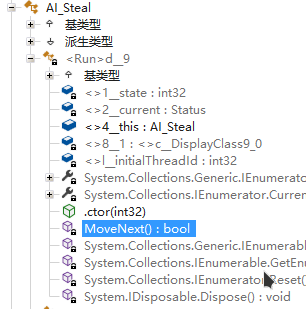 AI_Steal
基类型
派生类型
<Run>d__9
基类型
<>1__state : int32
<>2__current : Status
<>4__this : AI_Steal
<>8__1 : <>c__DisplayClass9_0
<>l__initialThreadId : int32
System.Collections.Generic.IEnumerator
System.Collections.IEnumerator.Current
.ctor(int32)
MoveNext() : bool
System.Collections.Generic.IEnumerabl
System.Collections.IEnumerable.GetEnu
System.Collections.IEnumerator.Reset()
System.IDisposable.Dispose() : void